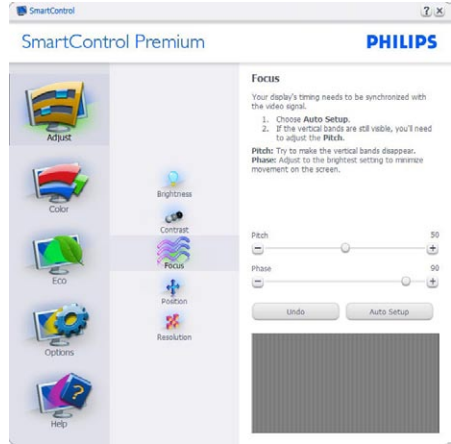 SmartControl
SmartControl Premium
PHILIPS
Adjust
Color
Eco
Options
Help
Brightness
Contrast
Focus
Position
Resolution
Focus
Your display's timing needs to be synchronized with
the video signal.
1. Choose Auto Setup.
2. If the vertical bands are still visible, you'll need
to adjust the Pitch.
Pitch: Try to make the vertical bands disappear.
Phase: Adjust to the brightest setting to minimize
movement on the screen.
Pitch 50
Phase 90
Undo Auto Setup